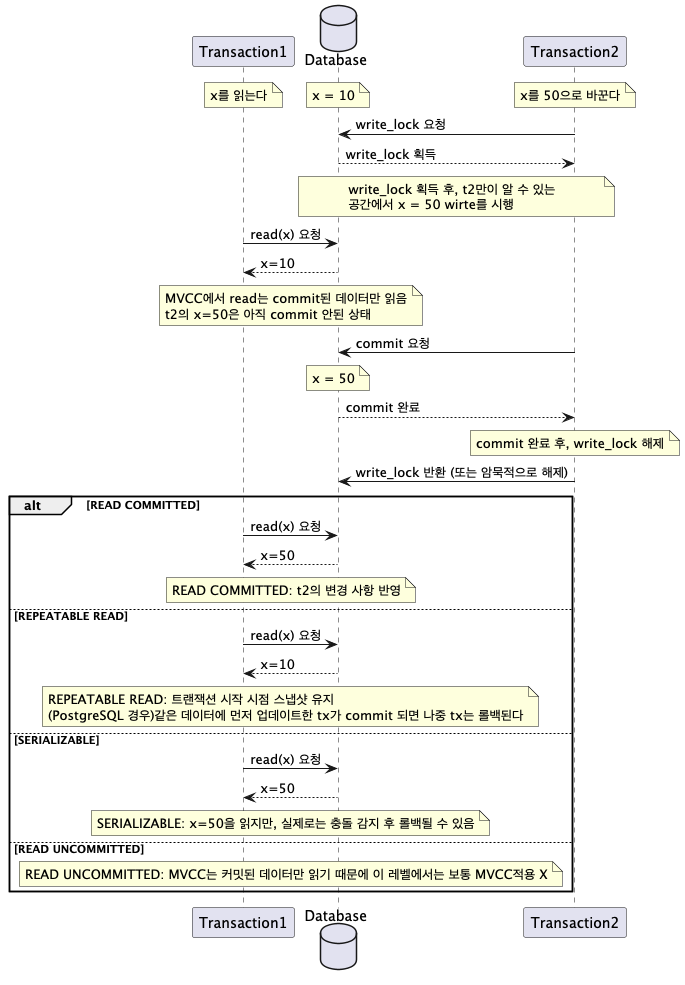 Transaction1
Database
Transaction2
x를 읽는다
x = 10
x를 50으로 바꾼다
write_lock 요청
write_lock 획득
write_lock 획득 후, t2만이 알 수 있는
공간에서 x = 50 wirte를 시행
read(x) 요청
x=10
MVCC에서 read는 commit된 데이터만 읽음
t2의 x=50은 아직 commit 안된 상태
commit 요청
x = 50
commit 완료
commit 완료 후, write_lock 해제
write_lock 반환 (또는 암묵적으로 해제)
alt [READ COMMITTED]
read(x) 요청
x=50
READ COMMITTED: t2의 변경 사항 반영
[REPEATABLE READ]
read(x) 요청
x=10
REPEATABLE READ: 트랜잭션 시작 시점 스냅샷 유지
(PostgreSQL 경우)같은 데이터에 먼저 업데이트한 tx가 commit 되면 나중 tx는 롤백된다
[SERIALIZABLE]
read(x) 요청
x=50
SERIALIZABLE: x=50을 읽지만, 실제로는 충돌 감지 후 롤백될 수 있음
[READ UNCOMMITTED]
READ UNCOMMITTED: MVCC는 커밋된 데이터만 읽기 때문에 이 레벨에서는 보통 MVCC적용 X
Transaction1
Database
Transaction2